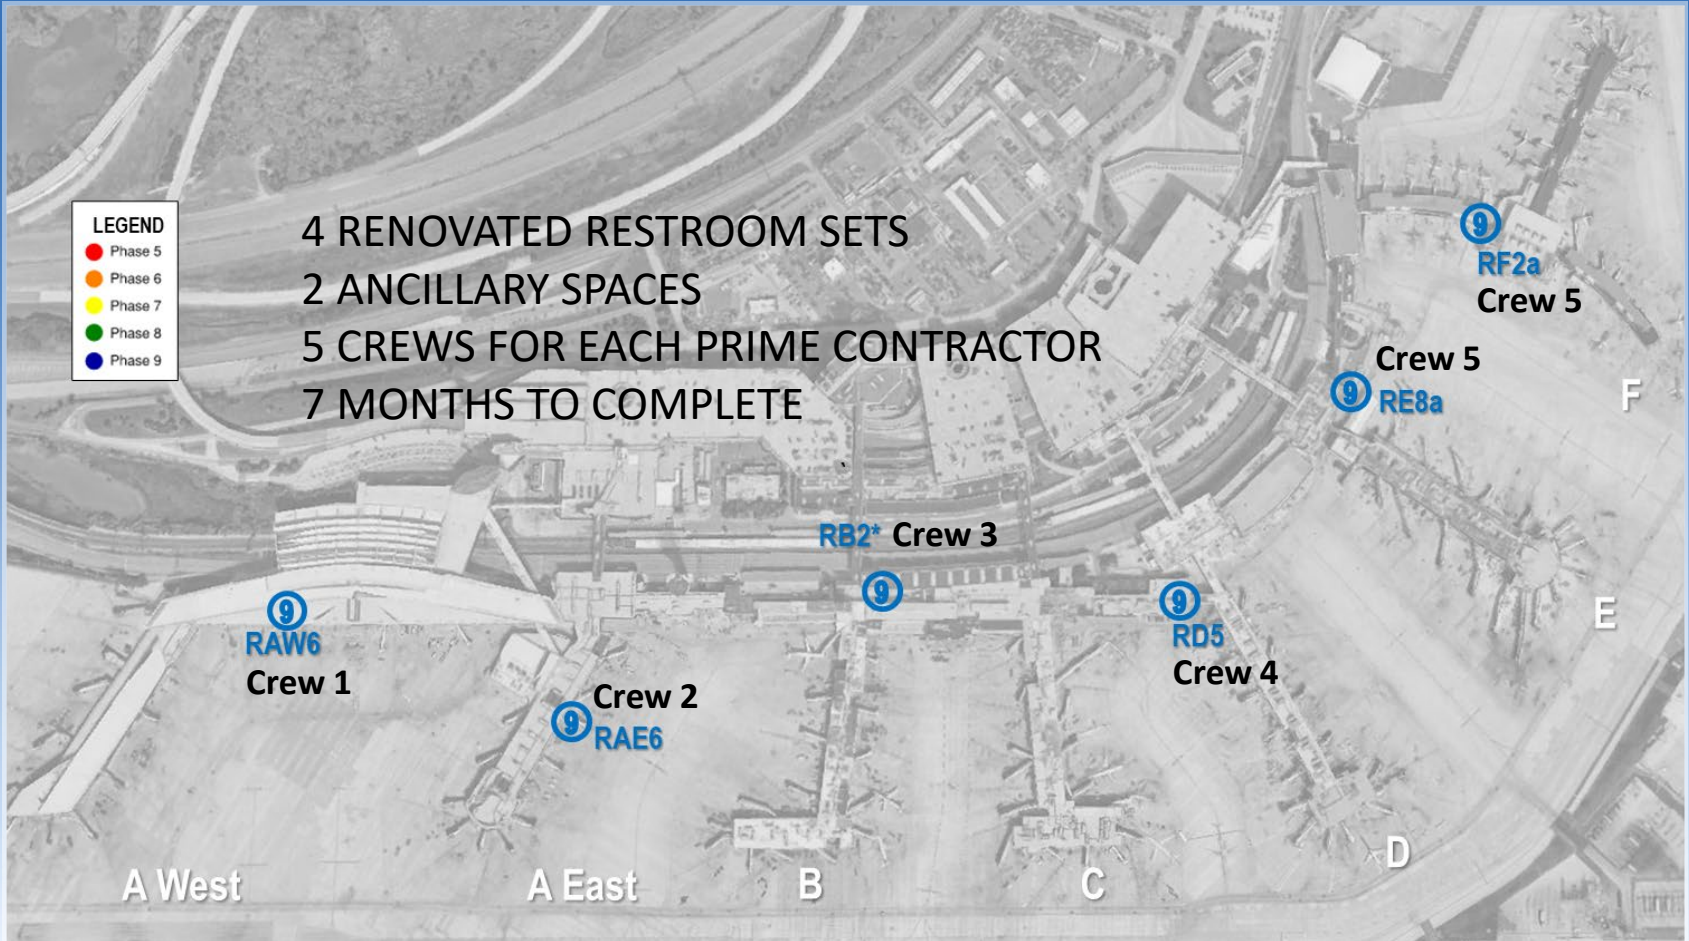 LEGEND
Phase 5
Phase 6
Phase 7
Phase 8
Phase 9
4 RENOVATED RESTROOM SETS
2 ANCILLARY SPACES
5 CREWS FOR EACH PRIME CONTRACTOR
7 MONTHS TO COMPLETE
9
RF2a
Crew 5
Crew 5
9
RE8a
F
RB2* Crew 3
9
9
RAW6
Crew 1
9
RD5
Crew 4
E
Crew 2
9
RAE6
A West
A East
B
C
D